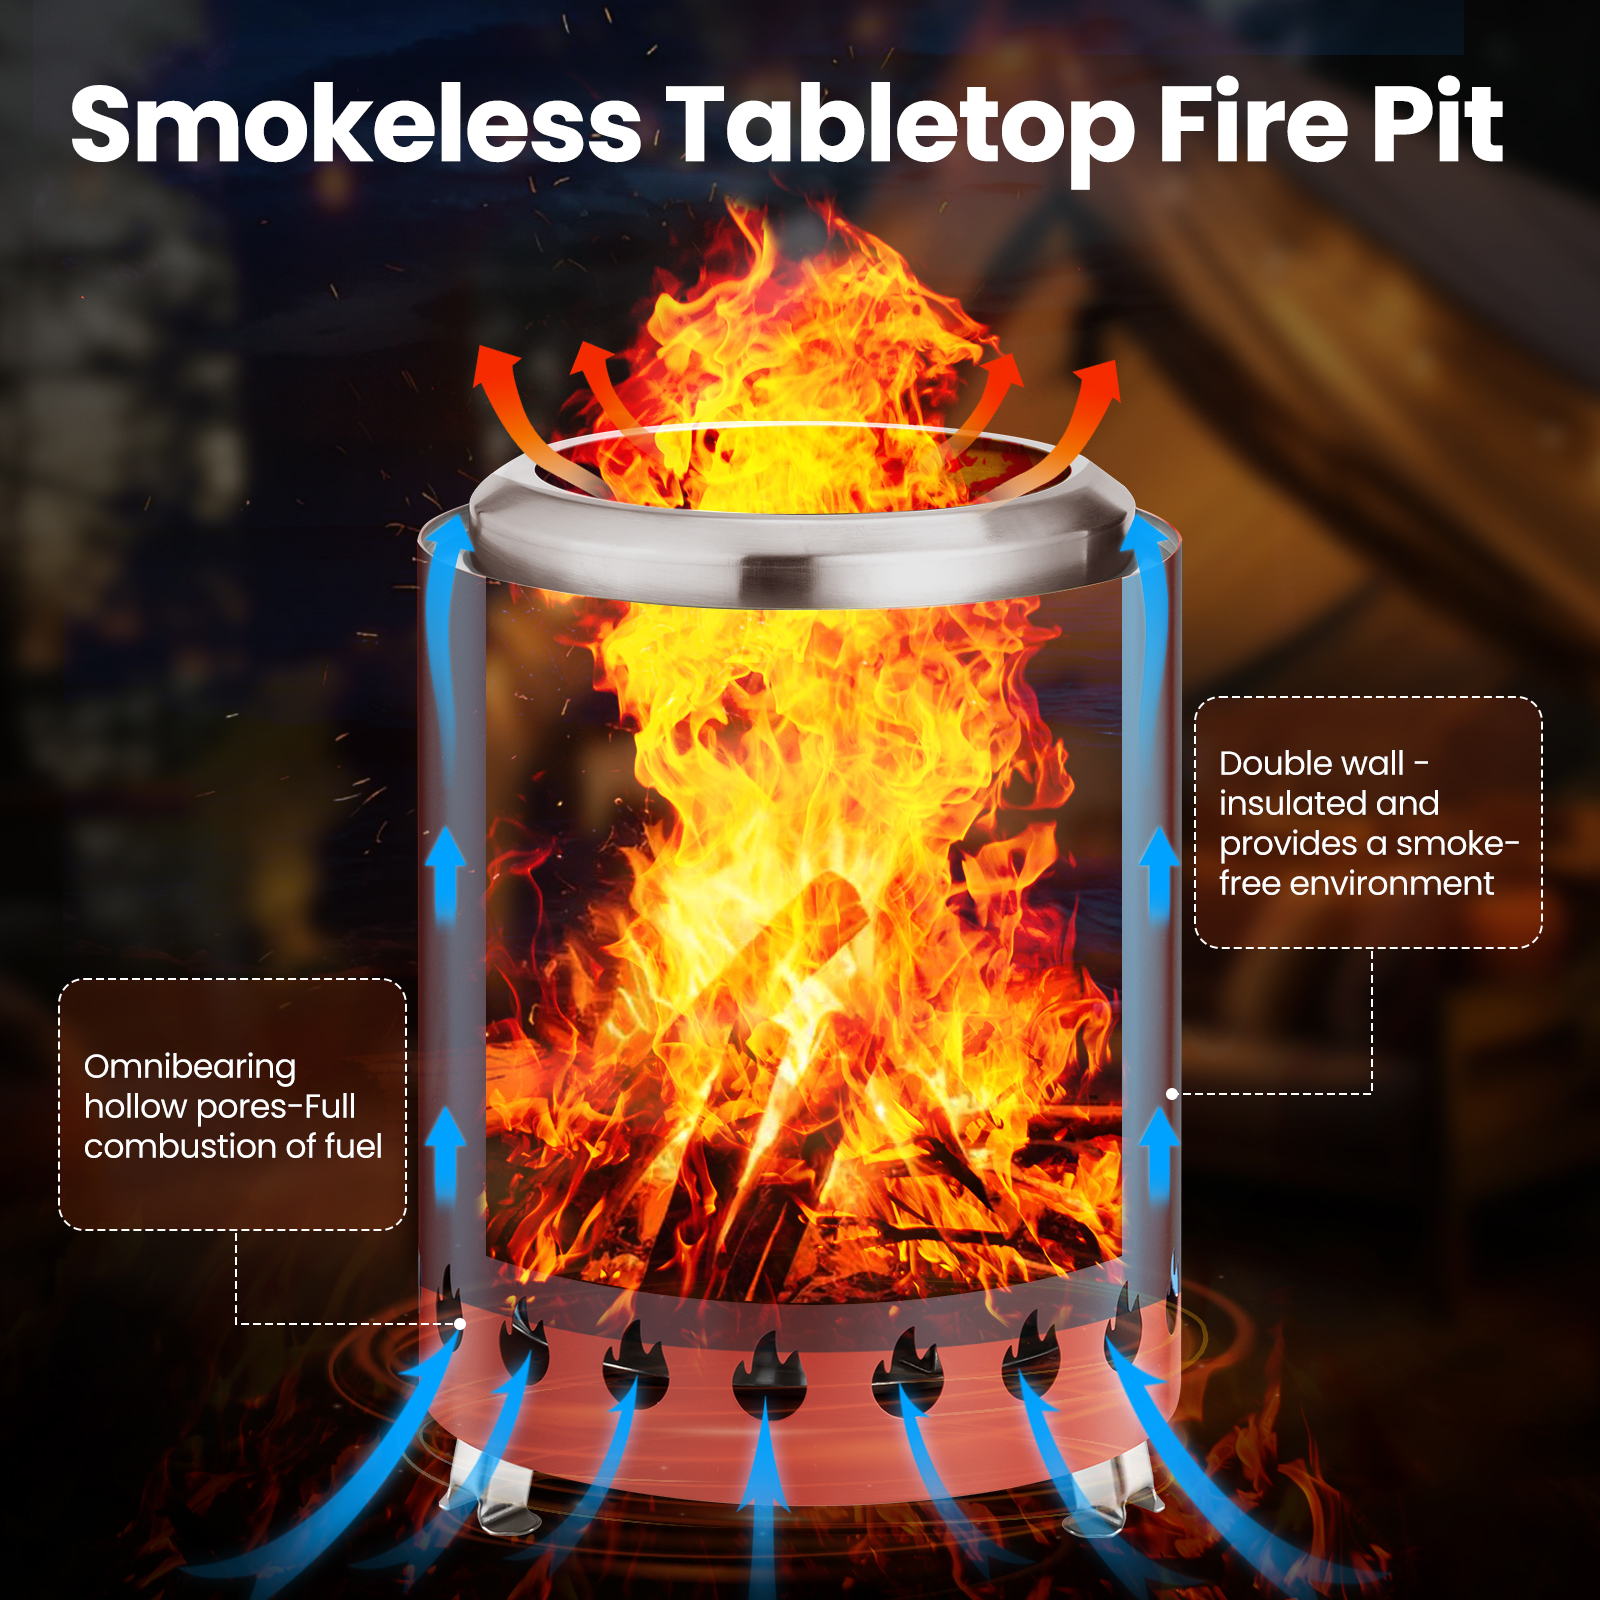 Smokeless Tabletop Fire Pit
Double wall -
insulated and
provides a smoke-
free environment
Omnibearing
hollow pores-Full
combustion of fuel